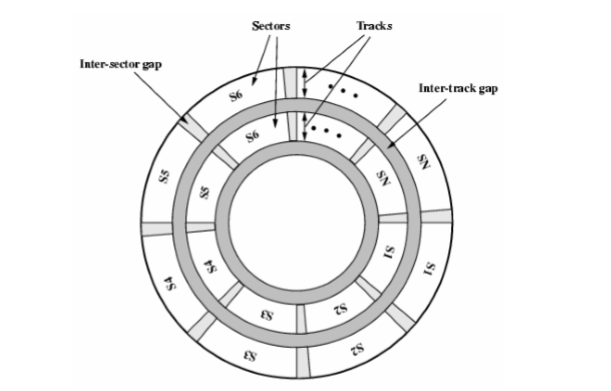 Sectors
Tracks
Inter-sector gap
Inter-track gap
S6
• • •
SN
S6
• • •
SN
S5
S5
S1
S1
S4
S4
S3
S2
S3
S2